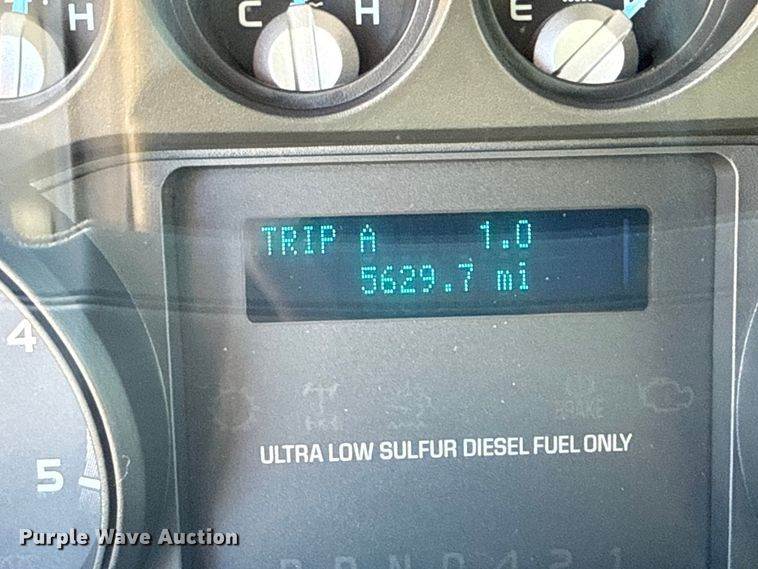 H
C H
E
TRIP A 1.0
5629.7 mi
4
BRAKE
ULTRA LOW SULFUR DIESEL FUEL ONLY
5
Purple Wave Auction